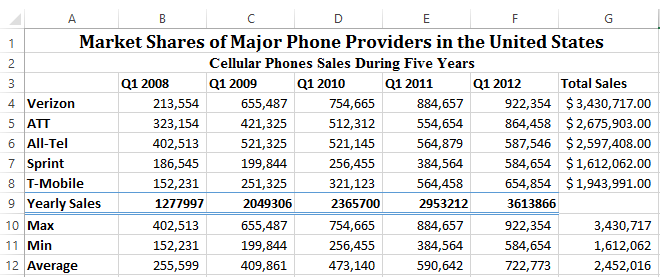 A B C D E F G
1 Market Shares of Major Phone Providers in the United States
2 Cellular Phones Sales During Five Years
3 Q1 2008 Q1 2009 Q1 2010 Q1 2011 Q1 2012 Total Sales
4 Verizon 213,554 655,487 754,665 884,657 922,354 $ 3,430,717.00
5 ATT 323,154 421,325 512,312 554,654 864,458 $ 2,675,903.00
6 All-Tel 402,513 521,325 521,145 564,879 587,546 $ 2,597,408.00
7 Sprint 186,545 199,844 256,455 384,564 584,654 $ 1,612,062.00
8 T-Mobile 152,231 251,325 321,123 564,458 654,854 $ 1,943,991.00
9 Yearly Sales 1277997 2049306 2365700 2953212 3613866
10 Max 402,513 655,487 754,665 884,657 922,354 3,430,717
11 Min 152,231 199,844 256,455 384,564 584,654 1,612,062
12 Average 255,599 409,861 473,140 590,642 722,773 2,452,016